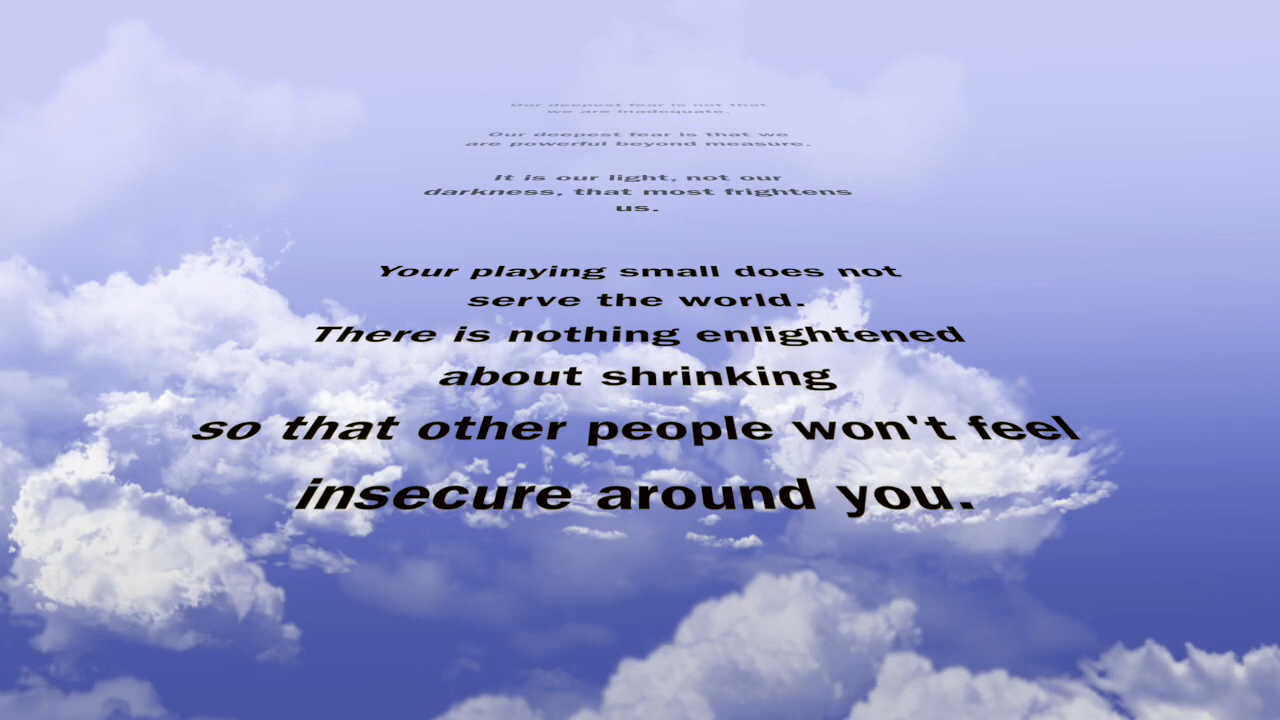 Our deepest fear is not that
we are inadequate.
Our deepest fear is that we
are powerful beyond measure.
It is our light, not our
darkness, that most frightens
us.
Your playing small does not
serve the world.
There is nothing enlightened
about shrinking
so that other people won't feel
insecure around you.